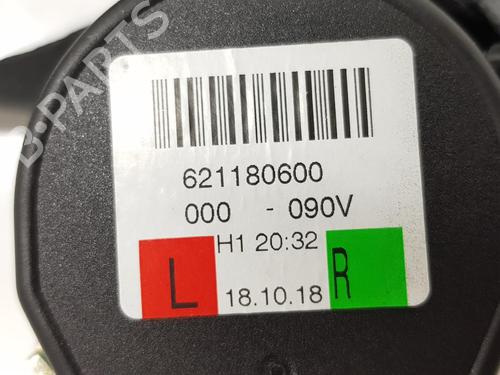 B-PARTS
621180600
000 - 090V
H1 20:32
L 18.10.18 R